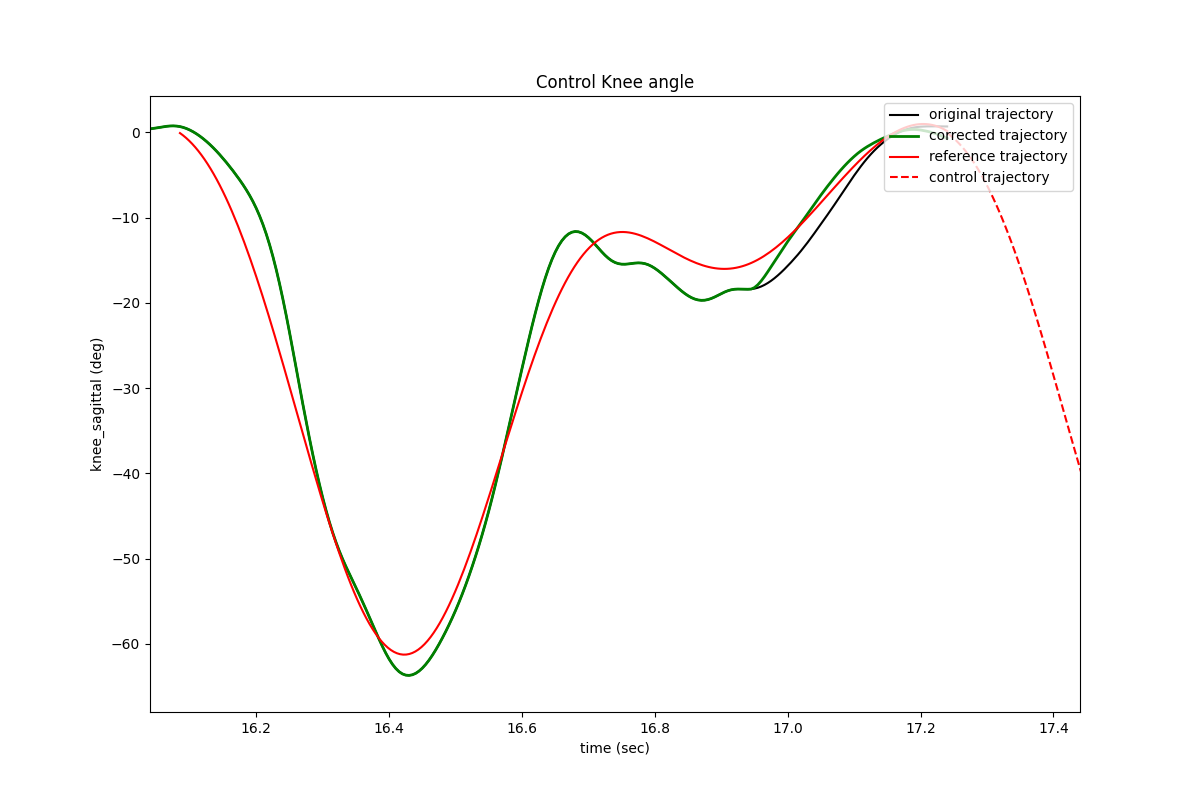 Control Knee angle
original trajectory
corrected trajectory
reference trajectory
control trajectory
0
−10
−20
−30
−40
−50
−60
knee_sagittal (deg)
16.2 16.4 16.6 16.8 17.0 17.2 17.4
time (sec)